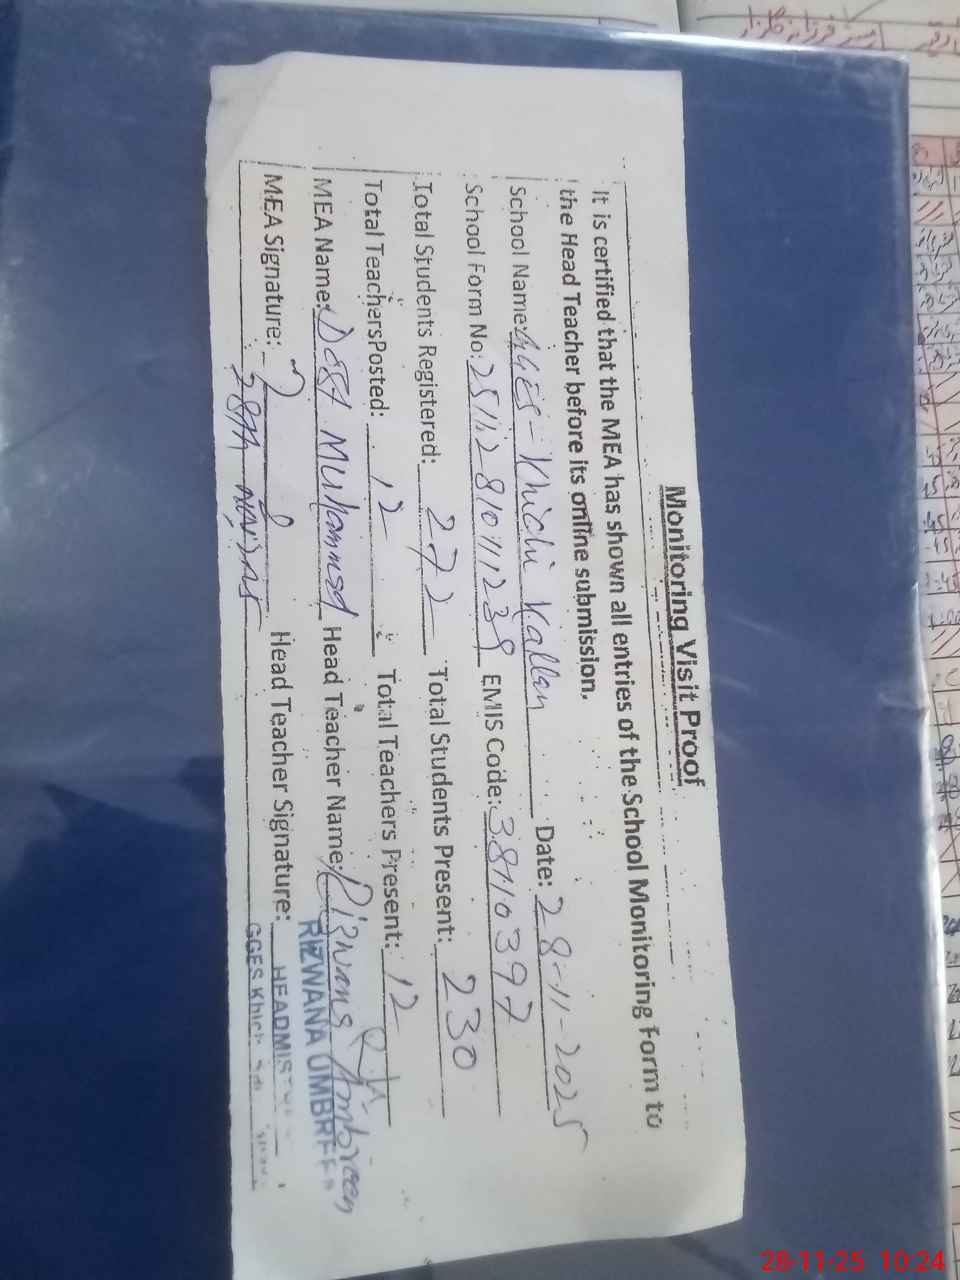 Monitoring Visit Proof
It is certified that the MEA has shown all entries of the School Monitoring Form to
the Head Teacher before its online submission.
School Name: GGES - Khichi Kallan Date: 28-11-2025
School Form No: EMIS Code: 38110397
Total Students Registered: 272 Total Students Present: 230
Total Teachers Posted: 12 Total Teachers Present: 12
MEA Name: Dost Muhammad Head Teacher Name: Rizwana Ambreen
RIZWANA UMBREEN
MEA Signature: Head Teacher Signature: HEADMIST
GGES Khichi
28-11-25 10:24